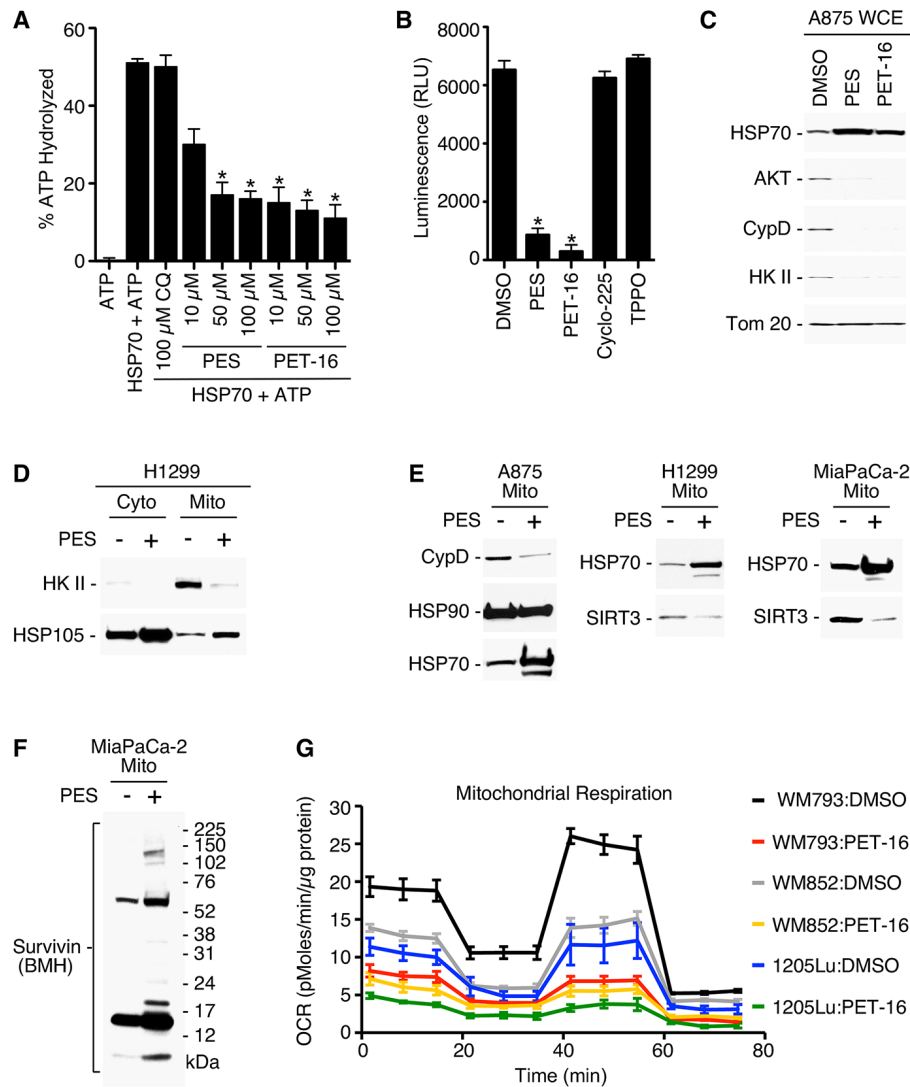 A
% ATP Hydrolyzed
60
40
20
0
*
*
*
*
*
ATP
HSP70 + ATP
100 µM CQ
10 µM
50 µM
100 µM
10 µM
50 µM
100 µM
PES
PET-16
HSP70 + ATP
B
Luminescence (RLU)
8000
6000
4000
2000
0
*
*
DMSO
PES
PET-16
Cyclo-225
TPPO
C
A875 WCE
DMSO
PES
PET-16
HSP70 -
AKT -
CypD -
HK II -
Tom 20 -
D
H1299
Cyto Mito
PES - + - +
HK II -
HSP105 -
E
A875
Mito
PES - +
CypD -
HSP90 -
HSP70 -
H1299
Mito
PES - +
HSP70 -
SIRT3 -
MiaPaCa-2
Mito
PES - +
HSP70 -
SIRT3 -
F
MiaPaCa-2
Mito
PES - +
- 225
- 150
- 102
- 76
- 52
- 38
- 31
- 24
- 17
- 12
kDa
Survivin -
(BMH)
G
Mitochondrial Respiration
OCR (pMoles/min/µg protein)
30
25
20
15
10
5
0
0 20 40 60 80
Time (min)
WM793:DMSO
WM793:PET-16
WM852:DMSO
WM852:PET-16
1205Lu:DMSO
1205Lu:PET-16